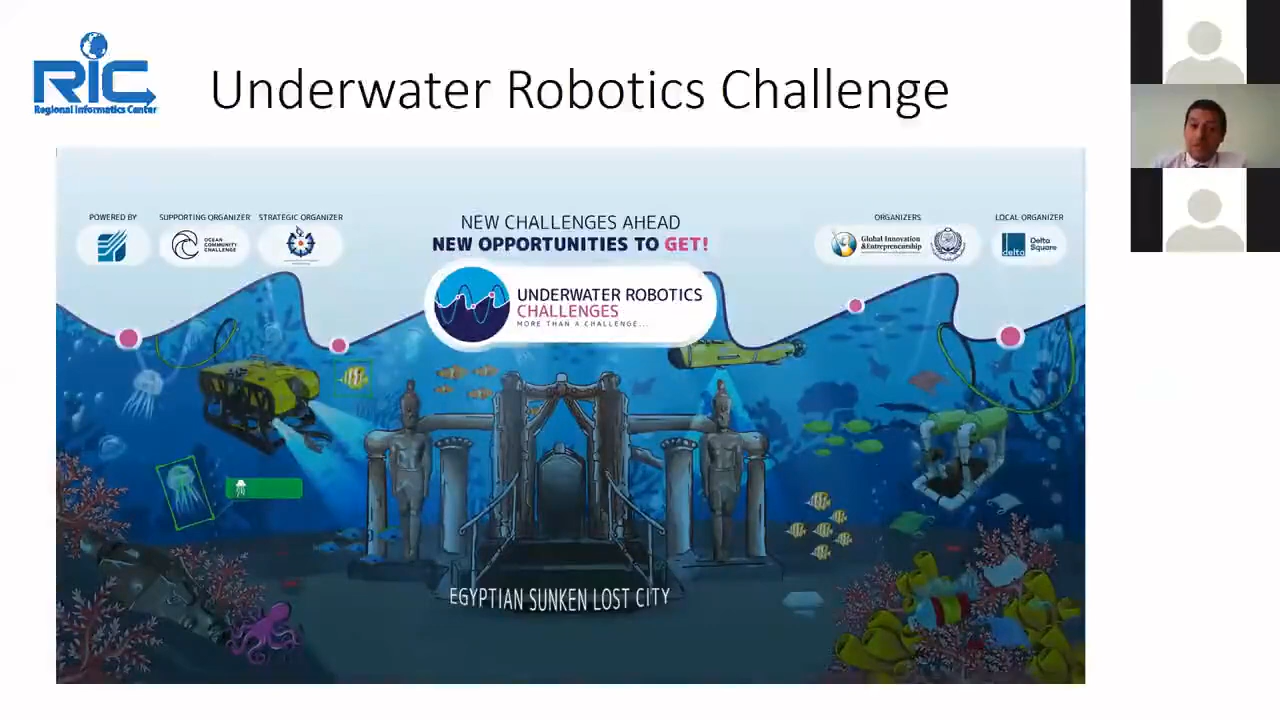 RIC
Regional Informatics Center
Underwater Robotics Challenge
POWERED BY
SUPPORTING ORGANIZER
STRATEGIC ORGANIZER
OCEAN
COMMUNITY
CHALLENGE
NEW CHALLENGES AHEAD
NEW OPPORTUNITIES TO GET!
ORGANIZERS
LOCAL ORGANIZER
Global Innovation
&Entrepreneurship
delta
Delta
Square
UNDERWATER ROBOTICS
CHALLENGES
MORE THAN A CHALLENGE...
EGYPTIAN SUNKEN LOST CITY